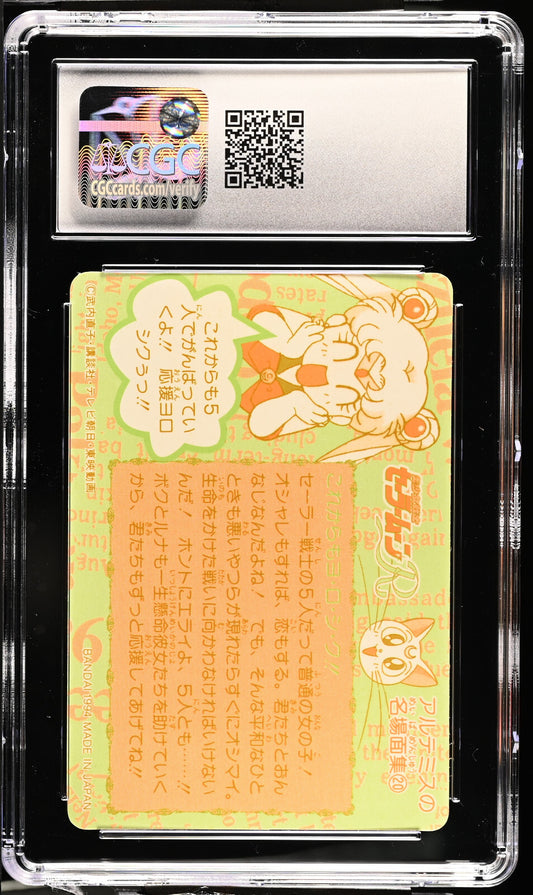 CGC
CGCcards.com/verify
美少女戦士
セーラームーンR
アルテミスの
名場面集⑳
めいばめんしゅう
これからも5
人でがんばってい
くよ!! 応援ヨロ
シクぅっ!!
これからもヨ・ロ・シ・ク!!
セーラー戦士の5人だって普通の女の子!
オシャレもすれば、恋もする。君たちとおん
なじなんだよね! でも、そんな平和なひと
ときも悪いやつらが現れたらすぐにオシマイ。
生命をかけた戦いに向かわなければいけない
んだ! ホントにエライよ、5人とも……!!
ボクとルナも一生懸命彼女たちを助けていく
から、君たちもずっと応援してあげてね!!
©武内直子・講談社・テレビ朝日・東映動画
BANDAI 1994 MADE IN JAPAN